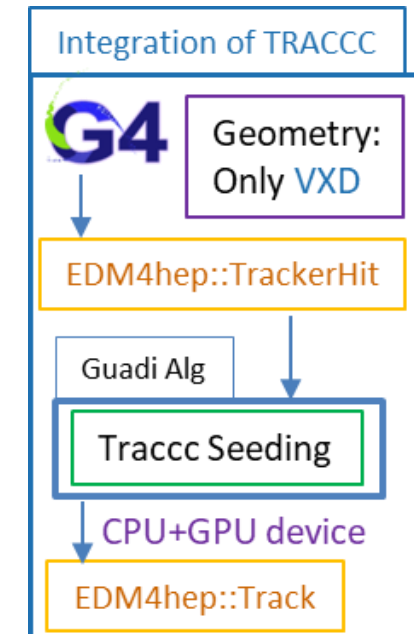 Integration of TRACCC
G4
Geometry:
Only VXD
EDM4hep::TrackerHit
Guadi Alg
Traccc Seeding
CPU+GPU device
EDM4hep::Track